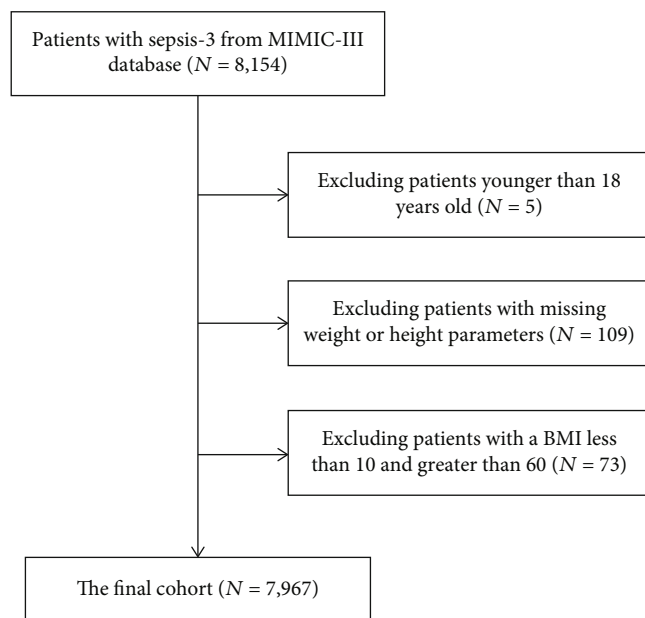 Patients with sepsis-3 from MIMIC-III
database (N = 8,154)
Excluding patients younger than 18
years old (N = 5)
Excluding patients with missing
weight or height parameters (N = 109)
Excluding patients with a BMI less
than 10 and greater than 60 (N = 73)
The final cohort (N = 7,967)